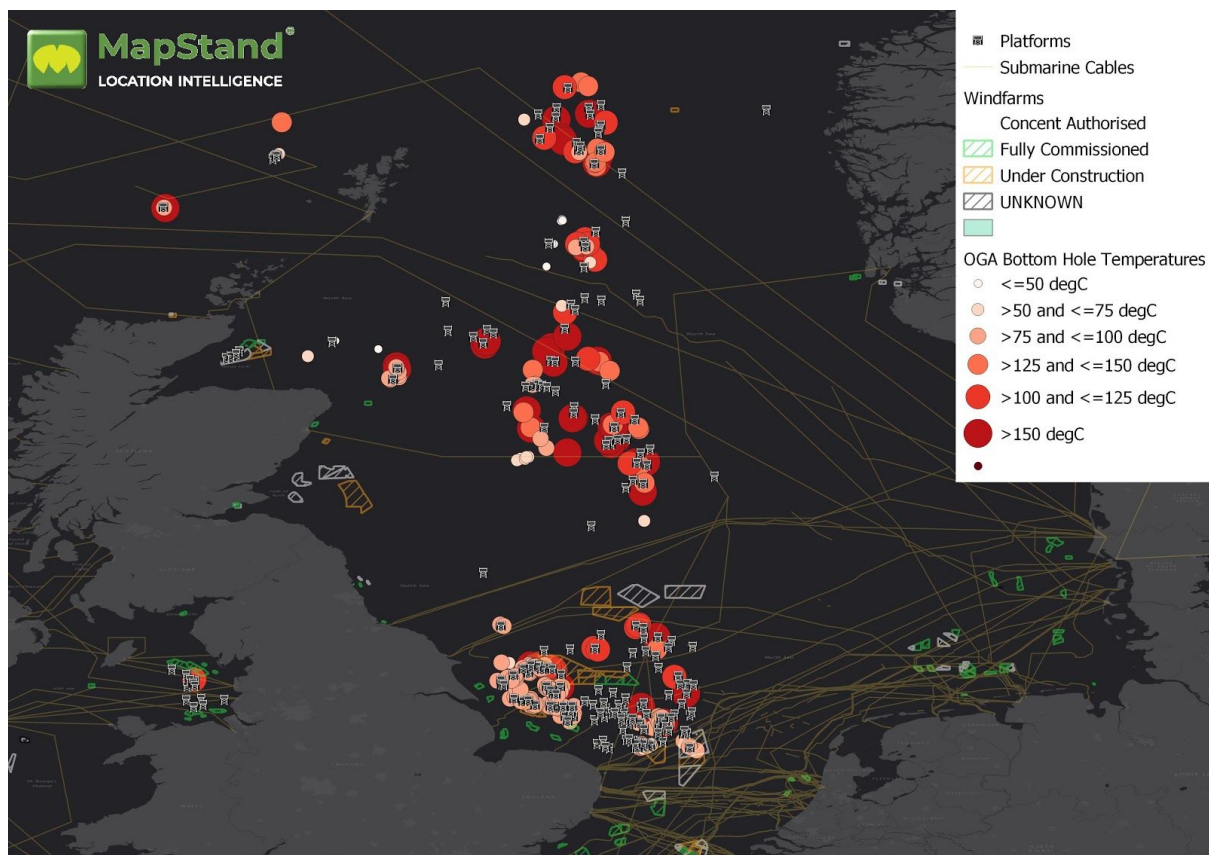 MapStand®
LOCATION INTELLIGENCE
Platforms
Submarine Cables
Windfarms
Concent Authorised
Fully Commissioned
Under Construction
UNKNOWN
OGA Bottom Hole Temperatures
<=50 degC
>50 and <=75 degC
>75 and <=100 degC
>125 and <=150 degC
>100 and <=125 degC
>150 degC